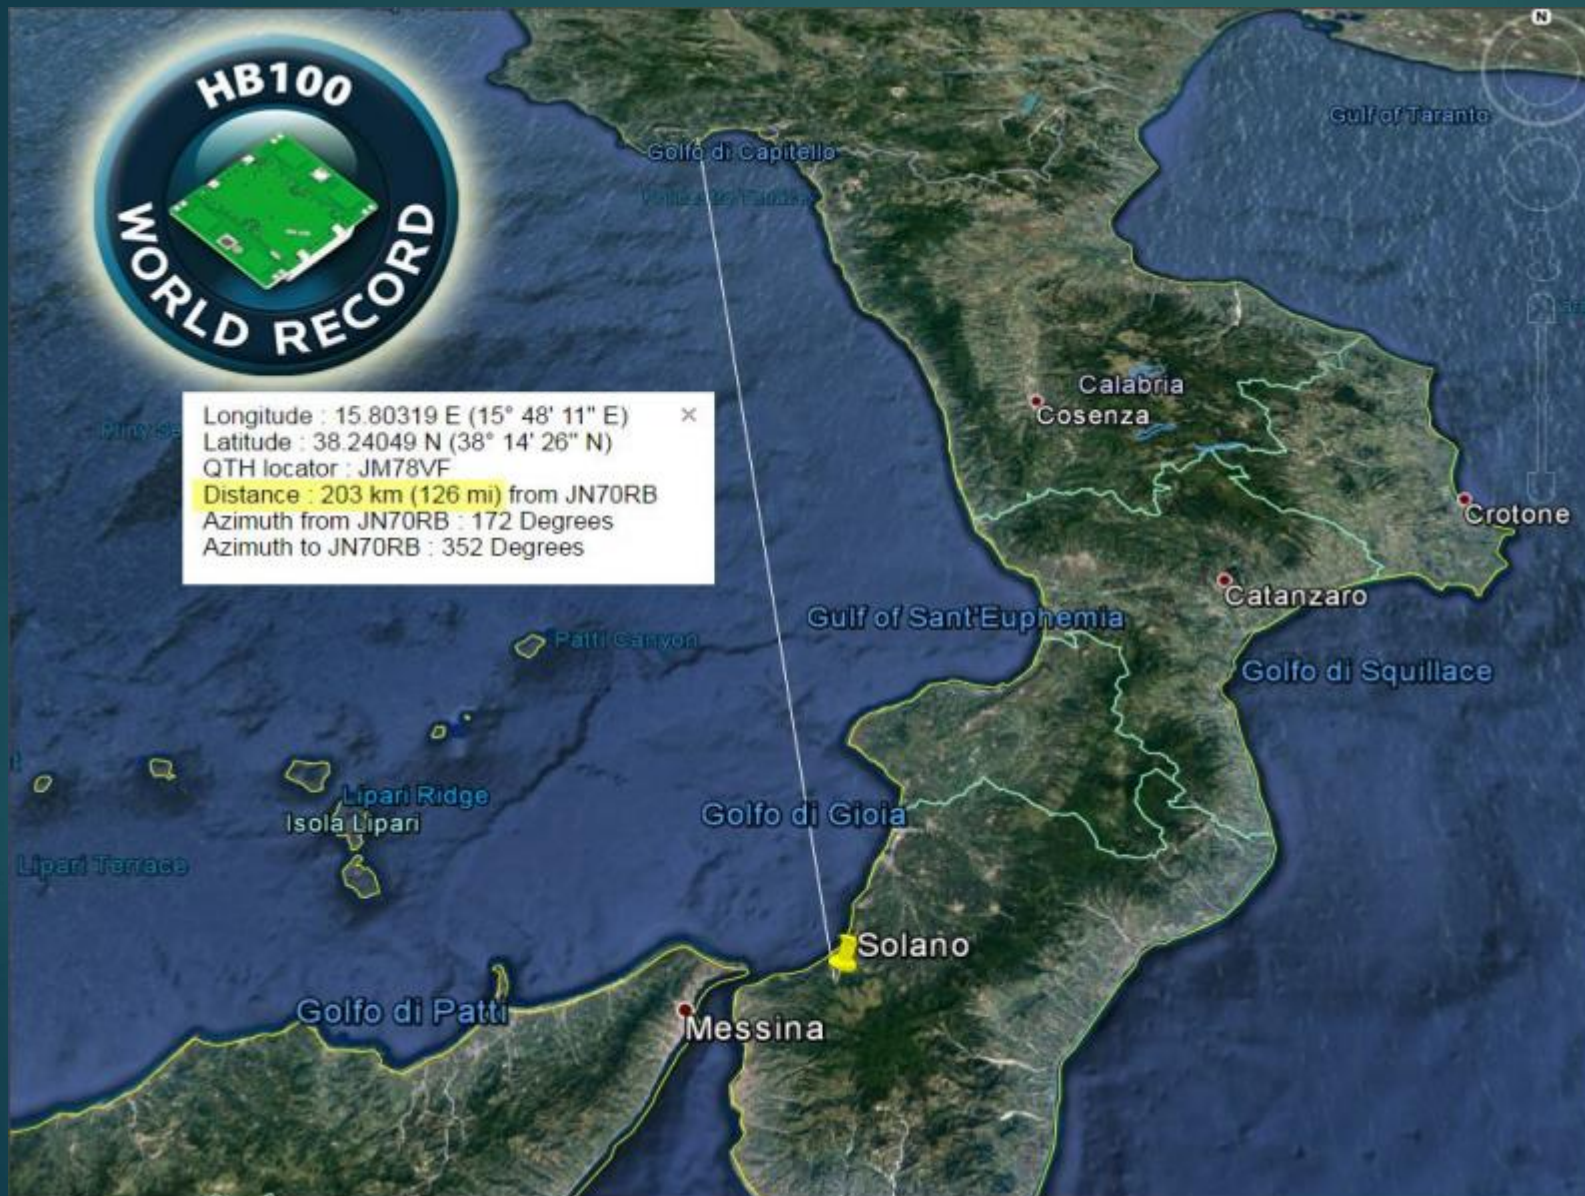 N
HB100
WORLD RECORD
Gulf of Taranto
Golfo di Capitello
Calabria
Cosenza
Longitude : 15.80319 E (15° 48' 11" E)
Latitude : 38.24049 N (38° 14' 26" N)
QTH locator : JM78VF
Distance : 203 km (126 mi) from JN70RB
Azimuth from JN70RB : 172 Degrees
Azimuth to JN70RB : 352 Degrees
Crotone
Catanzaro
Gulf of Sant'Euphemia
Patti Canyon
Golfo di Squillace
Lipari Ridge
Isola Lipari
Golfo di Gioia
Lipari Terrace
Solano
Golfo di Patti
Messina